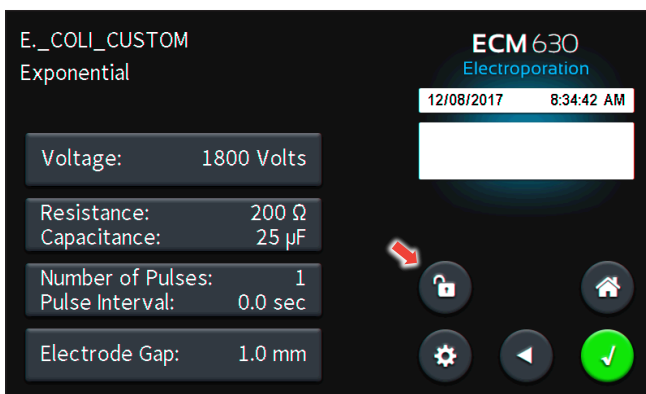 E._COLI_CUSTOM
Exponential
ECM 630
Electroporation
12/08/2017 8:34:42 AM
Voltage: 1800 Volts
Resistance: 200 Ω
Capacitance: 25 µF
Number of Pulses: 1
Pulse Interval: 0.0 sec
Electrode Gap: 1.0 mm